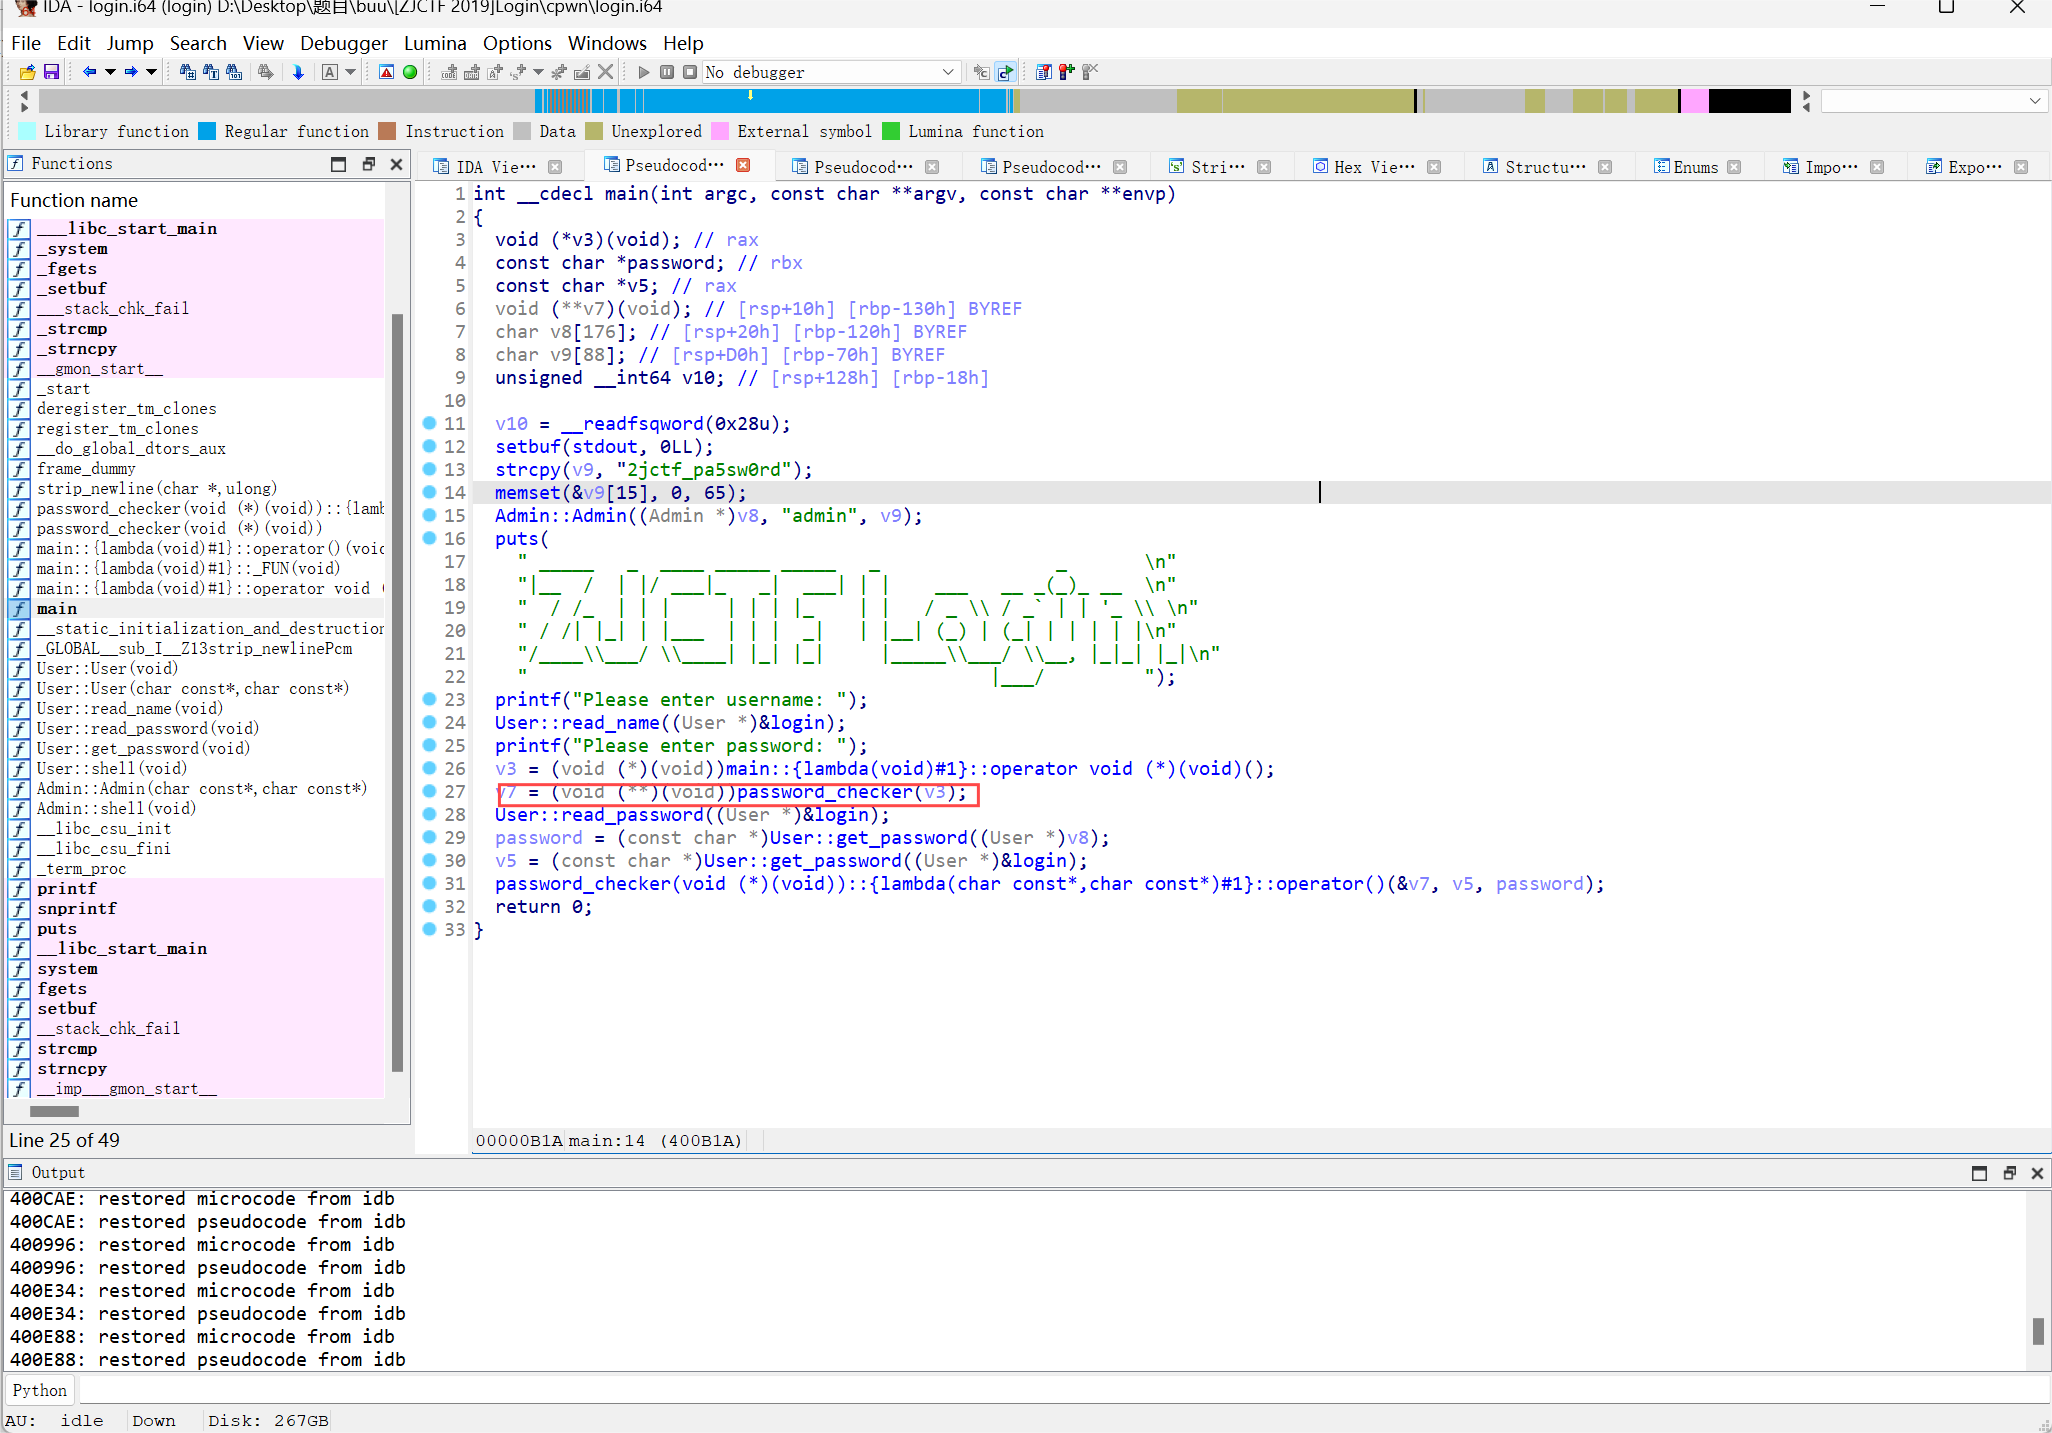 IDA - login.i64 (login) D:\Desktop\题目\buu\[ZJCTF 2019]Login\cpwn\login.i64
File Edit Jump Search View Debugger Lumina Options Windows Help
No debugger
Library function Regular function Instruction Data Unexplored External symbol Lumina function
Functions
IDA Vie··· Pseudocod··· Pseudocod··· Pseudocod··· Stri··· Hex Vie··· Structu··· Enums Impo··· Expo···
Function name
___libc_start_main
_system
_fgets
_setbuf
___stack_chk_fail
_strcmp
_strncpy
__gmon_start__
_start
deregister_tm_clones
register_tm_clones
__do_global_dtors_aux
frame_dummy
strip_newline(char *,ulong)
password_checker(void (*)(void))::{lamb
password_checker(void (*)(void))
main::{lambda(void)#1}::operator()(voic
main::{lambda(void)#1}::_FUN(void)
main::{lambda(void)#1}::operator void (
main
__static_initialization_and_destruction
_GLOBAL__sub_I__Z13strip_newlinePcm
User::User(void)
User::User(char const*,char const*)
User::read_name(void)
User::read_password(void)
User::get_password(void)
User::shell(void)
Admin::Admin(char const*,char const*)
Admin::shell(void)
__libc_csu_init
__libc_csu_fini
_term_proc
printf
snprintf
puts
__libc_start_main
system
fgets
setbuf
__stack_chk_fail
strcmp
strncpy
__imp___gmon_start__
Line 25 of 49
1 int __cdecl main(int argc, const char **argv, const char **envp)
2 {
3 void (*v3)(void); // rax
4 const char *password; // rbx
5 const char *v5; // rax
6 void (**v7)(void); // [rsp+10h] [rbp-130h] BYREF
7 char v8[176]; // [rsp+20h] [rbp-120h] BYREF
8 char v9[88]; // [rsp+D0h] [rbp-70h] BYREF
9 unsigned __int64 v10; // [rsp+128h] [rbp-18h]
10
11 v10 = __readfsqword(0x28u);
12 setbuf(stdout, 0LL);
13 strcpy(v9, "2jctf_pa5sw0rd");
14 memset(&v9[15], 0, 65);
15 Admin::Admin((Admin *)v8, "admin", v9);
16 puts(
17 " _____   _  ____ _____ _____   _                _       \n"
18 "|__  /  | |/ ___|_   _|  ___| | |    ___   __ _(_)_ __  \n"
19 "  / /_  | | |     | | | |_    | |   / _ \\ / _` | | '_ \\ \n"
20 " / /| |_| | |___  | | |  _|   | |__| (_) | (_| | | | | |\n"
21 "/____\\___/ \\____| |_| |_|     |_____\\___/ \\__, |_|_| |_|\n"
22 "                                          |___/         ");
23 printf("Please enter username: ");
24 User::read_name((User *)&login);
25 printf("Please enter password: ");
26 v3 = (void (*)(void))main::{lambda(void)#1}::operator void (*)(void)();
27 v7 = (void (**)(void))password_checker(v3);
28 User::read_password((User *)&login);
29 password = (const char *)User::get_password((User *)v8);
30 v5 = (const char *)User::get_password((User *)&login);
31 password_checker(void (*)(void))::{lambda(char const*,char const*)#1}::operator()(&v7, v5, password);
32 return 0;
33 }
00000B1A main:14 (400B1A)
Output
400CAE: restored microcode from idb
400CAE: restored pseudocode from idb
400996: restored microcode from idb
400996: restored pseudocode from idb
400E34: restored microcode from idb
400E34: restored pseudocode from idb
400E88: restored microcode from idb
400E88: restored pseudocode from idb
Python
AU: idle Down Disk: 267GB